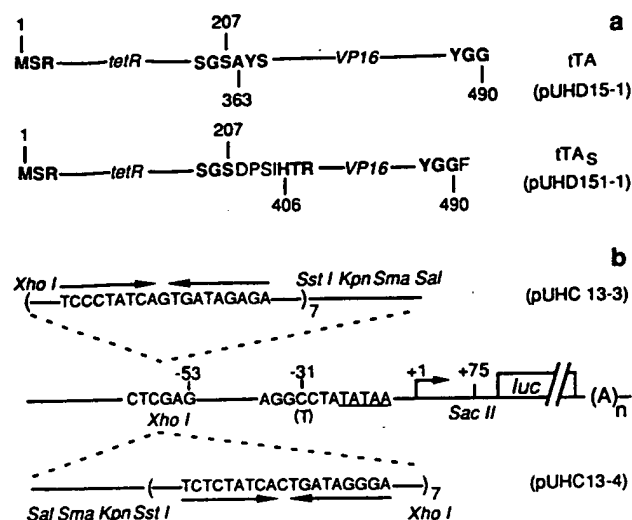 a
1
207
MSR tetR SGSAYS VP16 YGG
363
490
tTA
(pUHD15-1)
1
207
MSR tetR SGSDPSIHTR VP16 YGGF
406
490
tTAS
(pUHD151-1)
b
Xho I
Sst I Kpn Sma Sal
( TCCCTATCAGTGATAGAGA )7
(pUHC 13-3)
-53 -31 +1 +75
CTCGAG AGGCCTATATAA luc (A)n
Xho I (T) Sac II
( TCTCTATCACTGATAGGGA )7
(pUHC13-4)
Sal Sma Kpn Sst I
Xho I